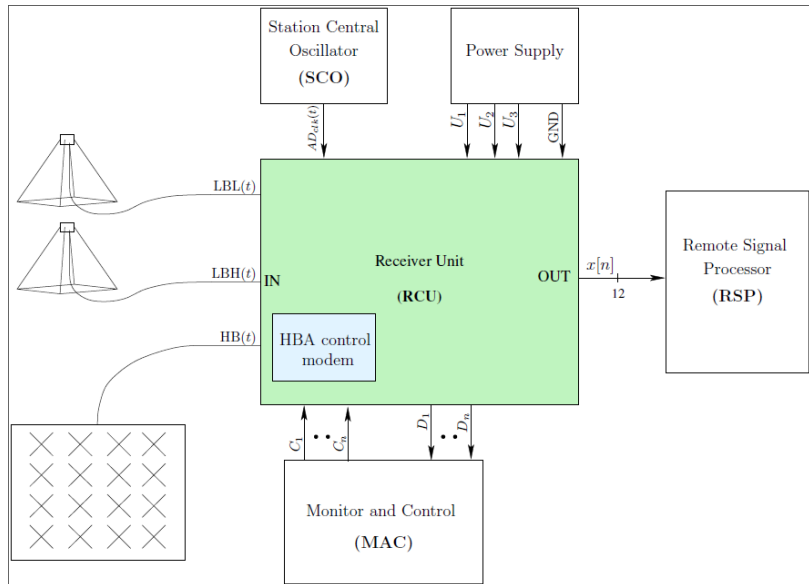 Station Central
Oscillator
(SCO)
Power Supply
AD_clk(t)
U_1
U_2
U_3
GND
LBL(t)
LBH(t)
IN
HB(t)
Receiver Unit
(RCU)
OUT
x[n]
12
HBA control
modem
Remote Signal
Processor
(RSP)
C_1
..
C_n
D_1
..
D_n
Monitor and Control
(MAC)